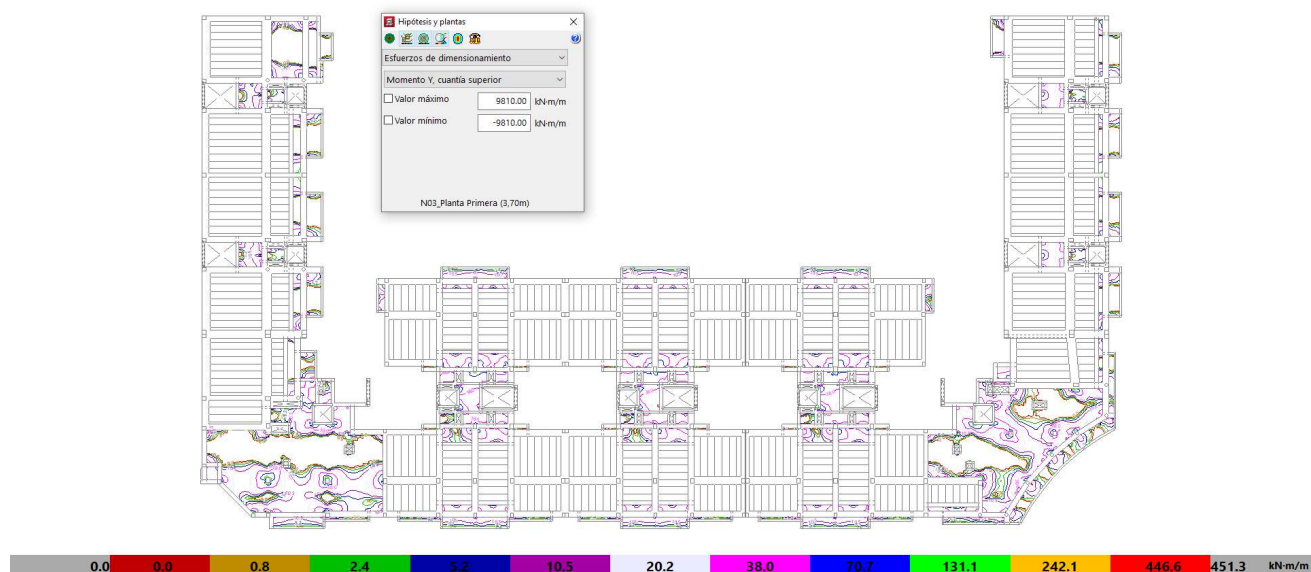 Hipótesis y plantas
Esfuerzos de dimensionamiento
Momento Y, cuantía superior
Valor máximo 9810.00 kN·m/m
Valor mínimo -9810.00 kN·m/m
N03_Planta Primera (3,70m)
0.0 0.0 0.8 2.4 5.2 10.5 20.2 38.0 70.7 131.1 242.1 446.6 451.3 kN·m/m